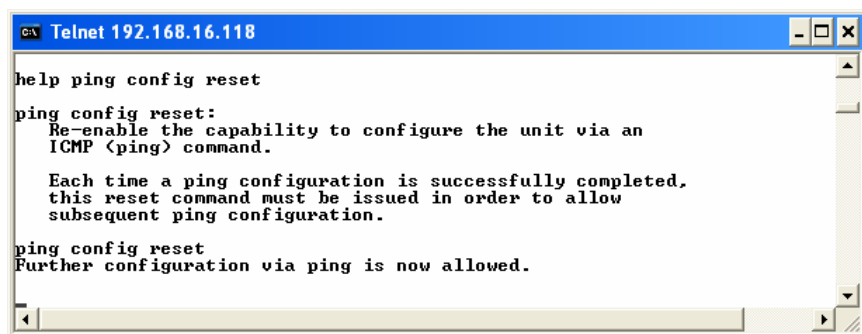 C:\ Telnet 192.168.16.118
help ping config reset
ping config reset:
Re-enable the capability to configure the unit via an
ICMP (ping) command.
Each time a ping configuration is successfully completed,
this reset command must be issued in order to allow
subsequent ping configuration.
ping config reset
Further configuration via ping is now allowed.